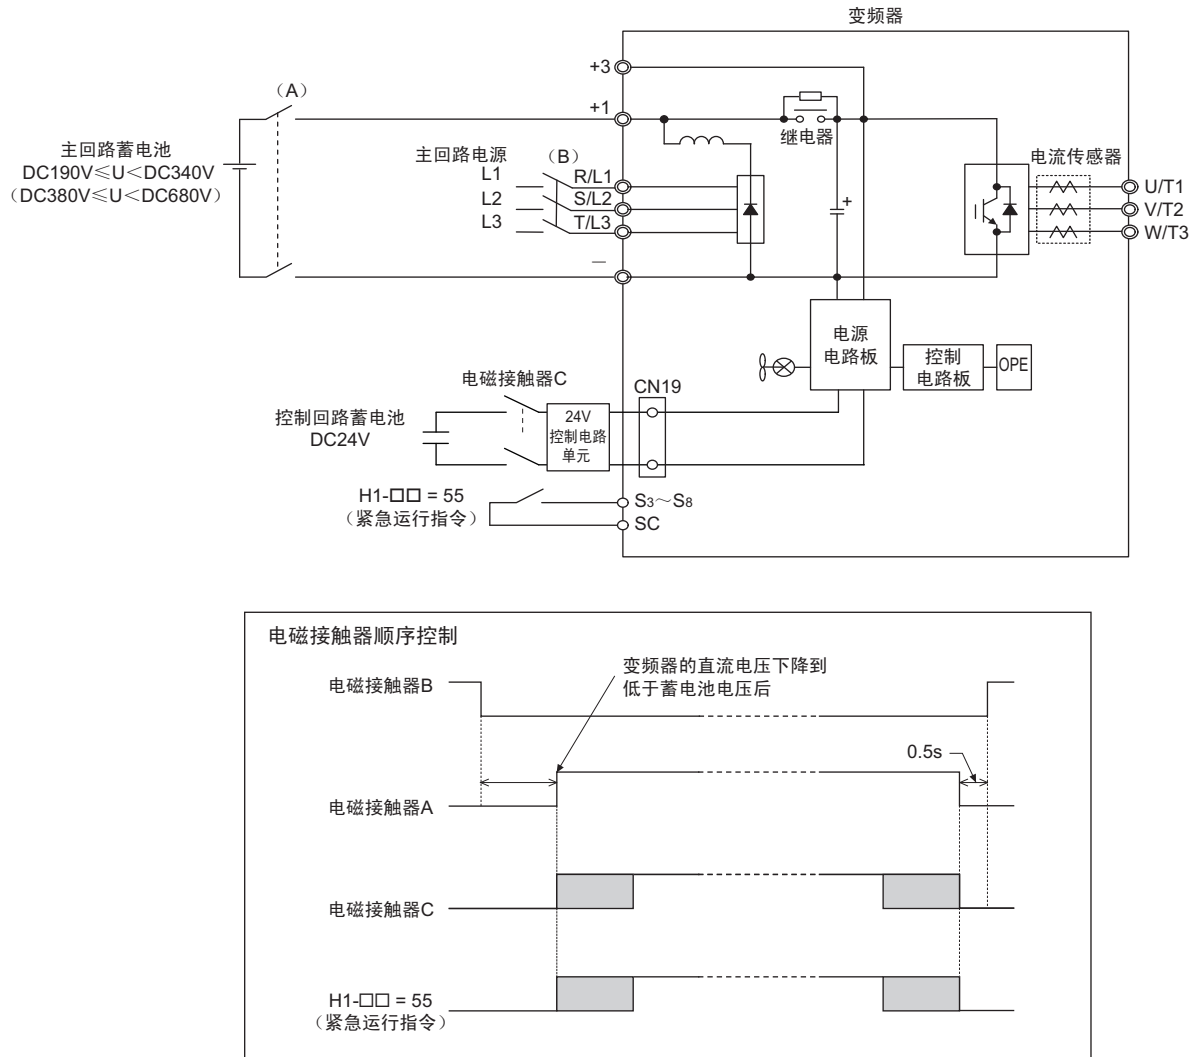 变频器
+3
（A）
+1
继电器
主回路蓄电池
DC190V≤U＜DC340V
（DC380V≤U＜DC680V）
主回路电源
（B）
L1
R/L1
L2
S/L2
L3
T/L3
—
+
电流传感器
U/T1
V/T2
W/T3
电源
电路板
控制
电路板
OPE
电磁接触器C
CN19
控制回路蓄电池
DC24V
24V
控制电路
单元
H1-□□ = 55
（紧急运行指令）
S3～S8
SC
电磁接触器顺序控制
变频器的直流电压下降到
低于蓄电池电压后
电磁接触器B
0.5s
电磁接触器A
电磁接触器C
H1-□□ = 55
（紧急运行指令）